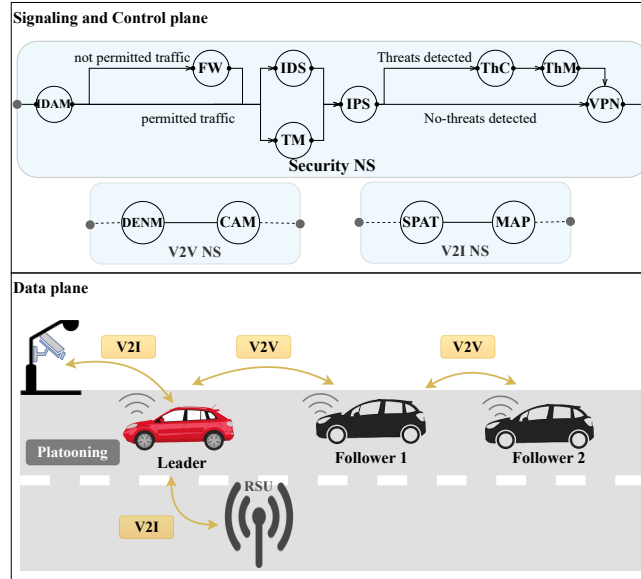 Signaling and Control plane
not permitted traffic
FW
IDS
Threats detected
ThC
ThM
IDAM
IPS
VPN
permitted traffic
No-threats detected
TM
Security NS
DENM
CAM
SPAT
MAP
V2V NS
V2I NS
Data plane
V2I
V2V
V2V
Platooning
Leader
Follower 1
Follower 2
RSU
V2I